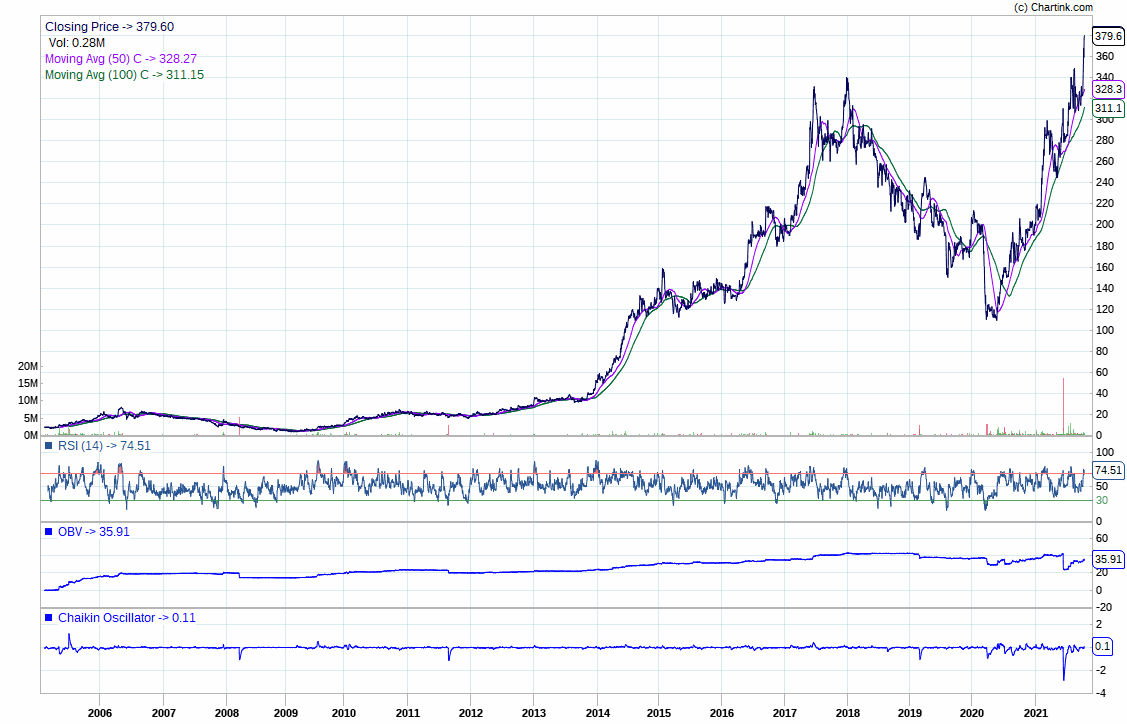 (c) Chartink.com
Closing Price -> 379.60
Vol: 0.28M
Moving Avg (50) C -> 328.27
Moving Avg (100) C -> 311.15
379.6
360
340
328.3
311.1
300
280
260
240
220
200
180
160
140
120
100
80
60
40
20
0
20M
15M
10M
5M
0M
RSI (14) -> 74.51
100
74.51
50
30
0
OBV -> 35.91
60
35.91
20
0
-20
Chaikin Oscillator -> 0.11
2
0.1
-2
-4
2006 2007 2008 2009 2010 2011 2012 2013 2014 2015 2016 2017 2018 2019 2020 2021